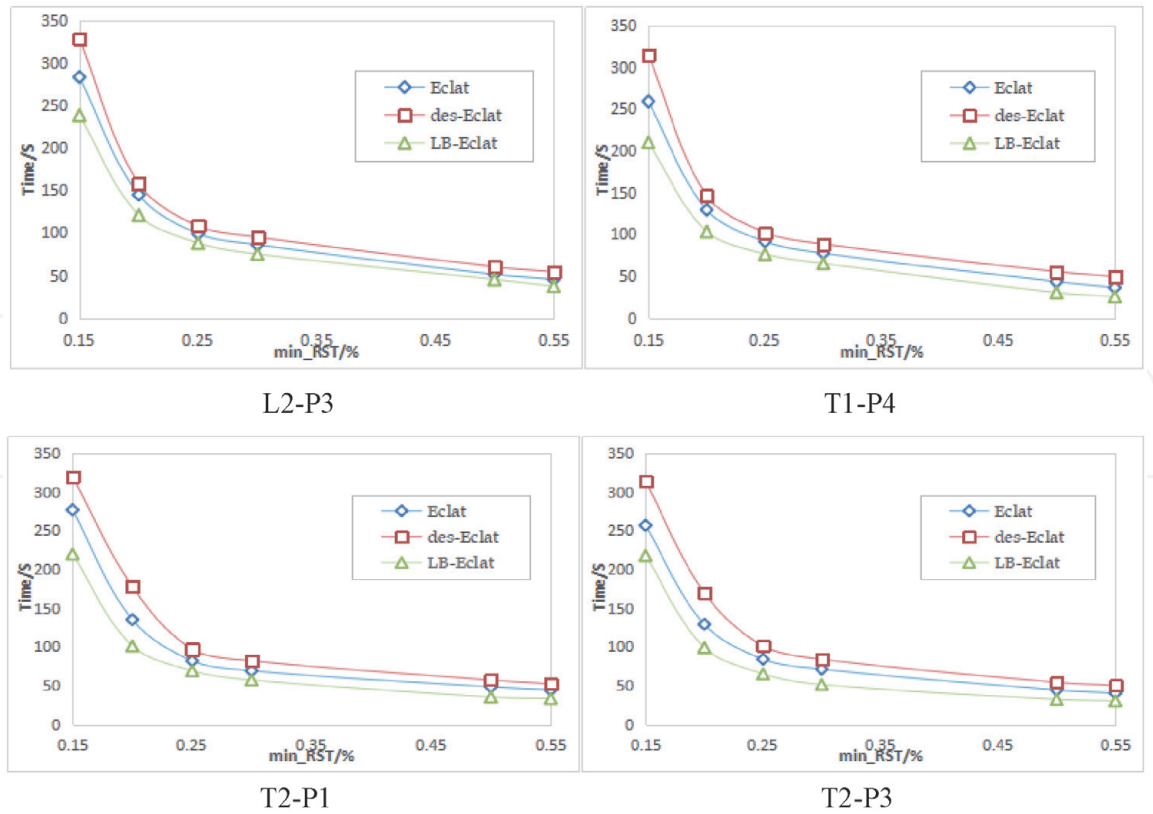 350
300
250
200
150
100
50
0
Time/S
Eclat
des-Eclat
LB-Eclat
0.15 0.25 0.35 0.45 0.55
min_RST/%
L2-P3
350
300
250
200
150
100
50
0
Time/S
Eclat
des-Eclat
LB-Eclat
0.15 0.25 0.35 0.45 0.55
min_RST/%
T1-P4
350
300
250
200
150
100
50
0
Time/S
Eclat
des-Eclat
LB-Eclat
0.15 0.25 0.35 0.45 0.55
min_RST/%
T2-P1
350
300
250
200
150
100
50
0
Time/S
Eclat
des-Eclat
LB-Eclat
0.15 0.25 0.35 0.45 0.55
min_RST/%
T2-P3